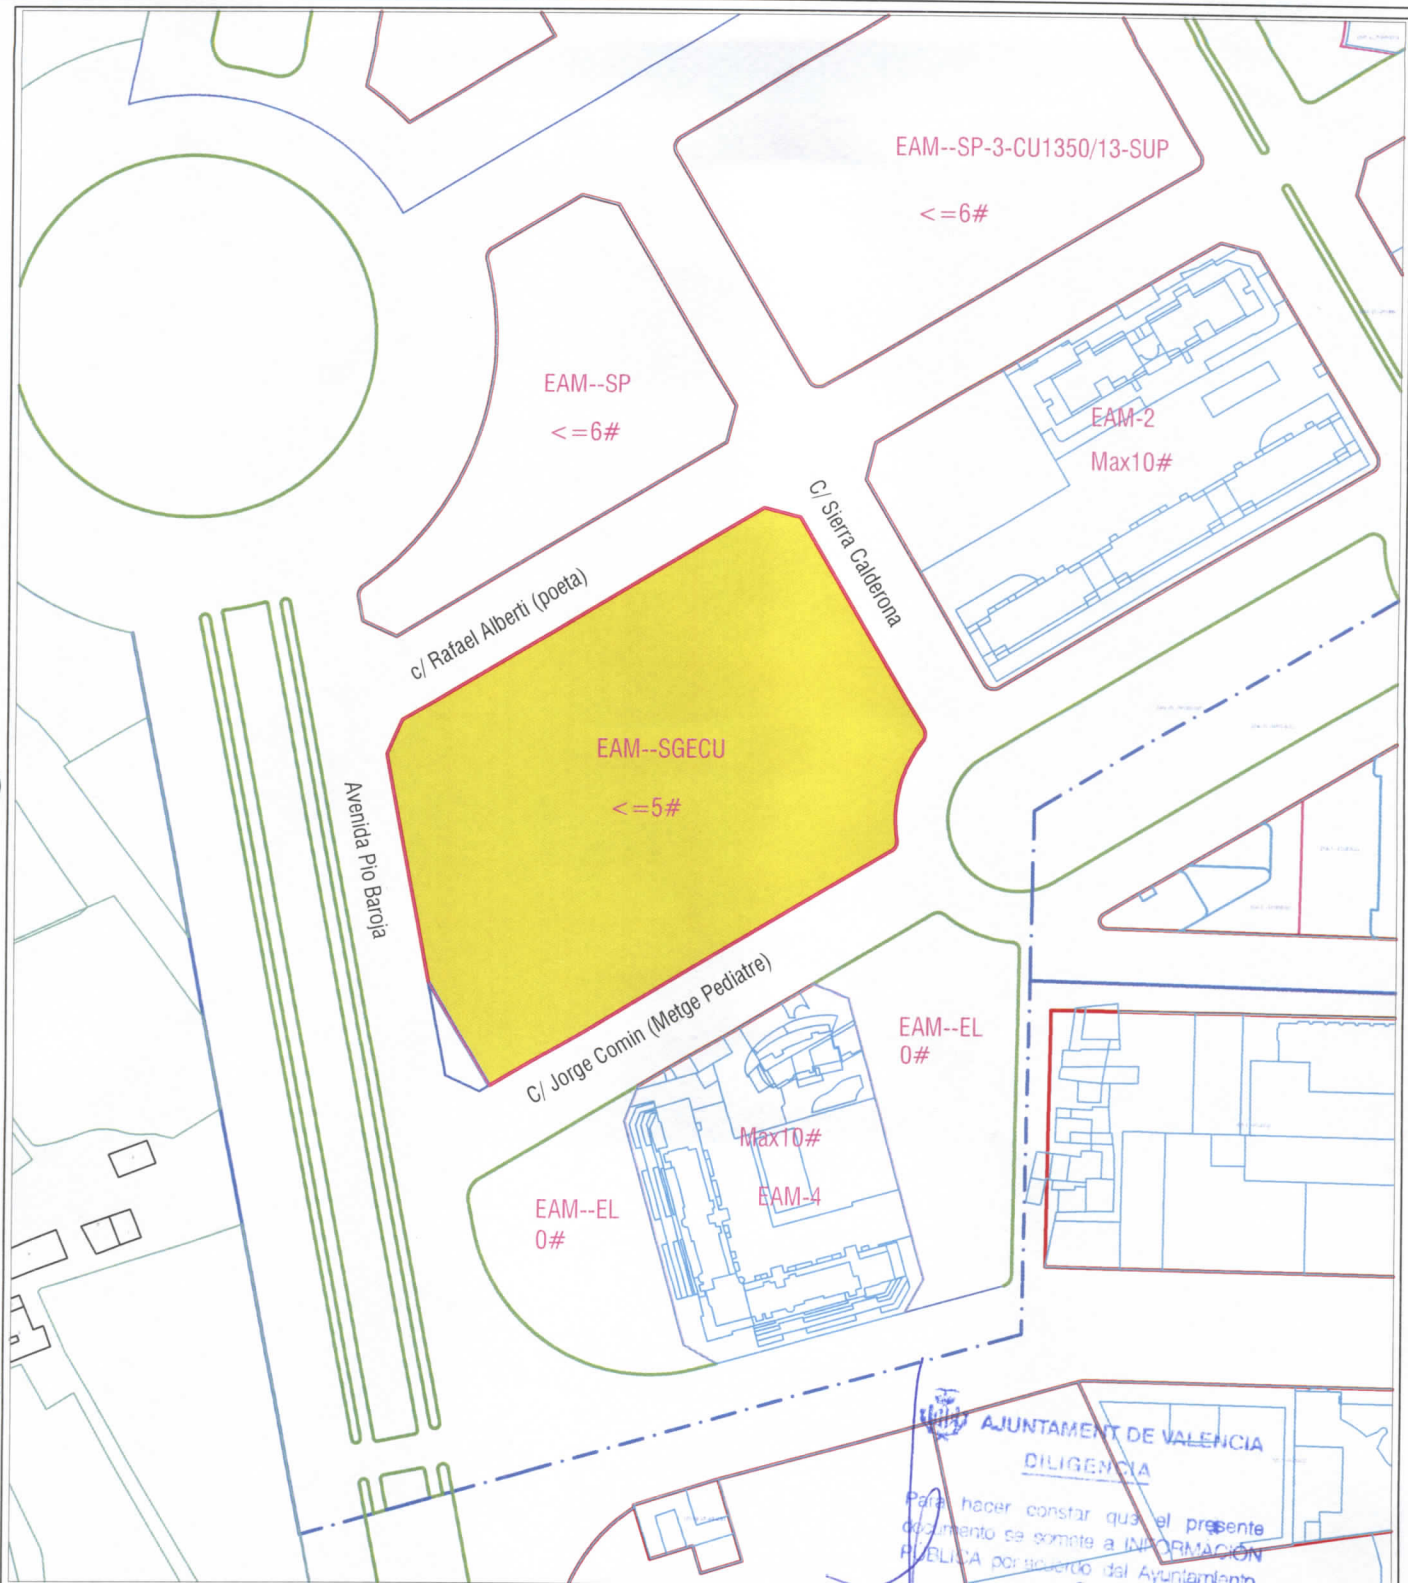 EAM--SP-3-CU1350/13-SUP
<=6#
EAM--SP
<=6#
EAM-2
Max10#
C/ Sierra Calderona
c/ Rafael Alberti (poeta)
EAM--SGECU
<=5#
Avenida Pio Baroja
C/ Jorge Comin (Metge Pediatre)
EAM--EL
0#
Max10#
EAM-4
EAM--EL
0#
AJUNTAMENT DE VALENCIA
DILIGENCIA
Para hacer constar que el presente
documento se somete a INFORMACIÓN
PÚBLICA por acuerdo del Ayuntamiento